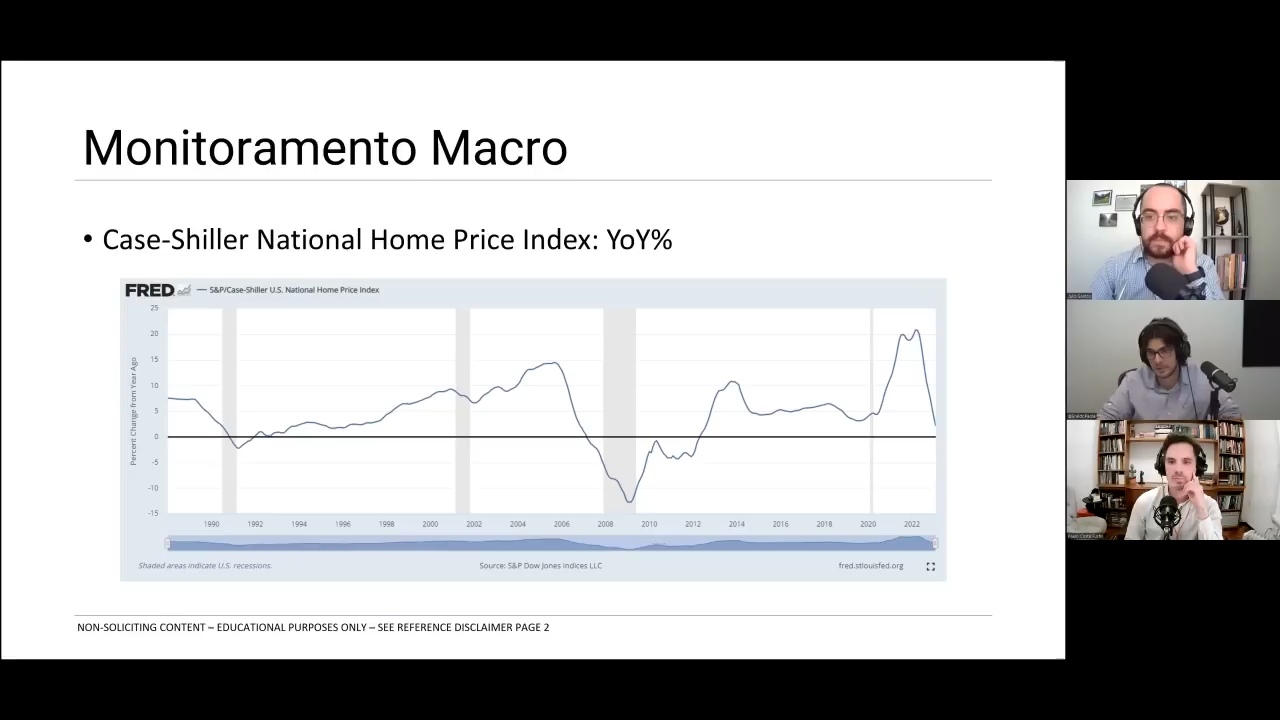 Monitoramento Macro
• Case-Shiller National Home Price Index: YoY%
FRED — S&P/Case-Shiller U.S. National Home Price Index
Percent Change from Year Ago
25
20
15
10
5
0
-5
-10
-15
1990 1992 1994 1996 1998 2000 2002 2004 2006 2008 2010 2012 2014 2016 2018 2020 2022
Shaded areas indicate U.S. recessions. Source: S&P Dow Jones Indices LLC fred.stlouisfed.org
NON-SOLICITING CONTENT – EDUCATIONAL PURPOSES ONLY – SEE REFERENCE DISCLAIMER PAGE 2